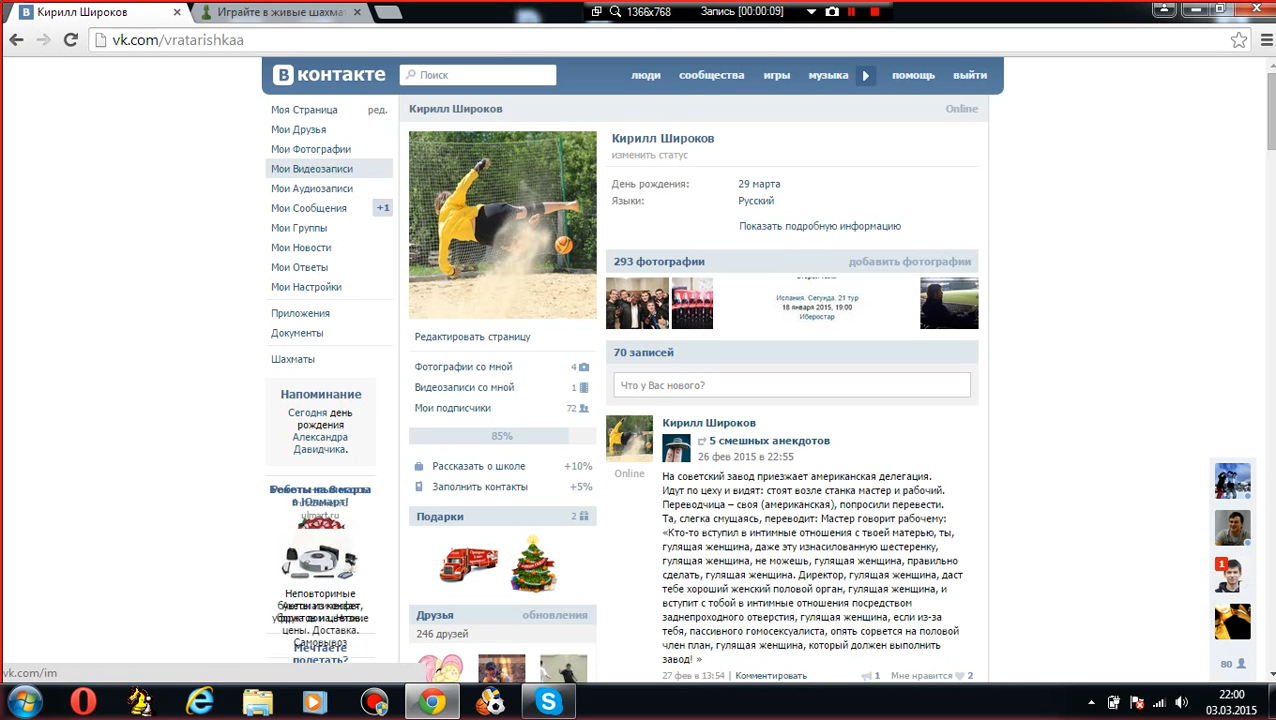 Кирилл Широков
Играйте в живые шахмат
1366x768
Запись [00:00:09]
vk.com/vratarishkaa
В контакте
Поиск
люди
сообщества
игры
музыка
помощь
выйти
Моя Страница
ред.
Мои Друзья
Мои Фотографии
Мои Видеозаписи
Мои Аудиозаписи
Мои Сообщения
+1
Мои Группы
Мои Новости
Мои Ответы
Мои Настройки
Приложения
Документы
Шахматы
Напоминание
Сегодня день
рождения
Александра
Давидчика.
ulmart.ru
цены. Доставка.
Самовывоз
Мечтаете
полетать?
Кирилл Широков
Online
Редактировать страницу
Фотографии со мной 4
Видеозаписи со мной 1
Мои подписчики 72
85%
Рассказать о школе +10%
Заполнить контакты +5%
Подарки 2
Друзья обновления
246 друзей
Кирилл Широков
изменить статус
День рождения: 29 марта
Языки: Русский
Показать подробную информацию
293 фотографии добавить фотографии
Испания. Сегунда. 21 тур
18 января 2015, 19:00
Иберостар
70 записей
Что у Вас нового?
Кирилл Широков
5 смешных анекдотов
26 фев 2015 в 22:55
Online
На советский завод приезжает американская делегация.
Идут по цеху и видят: стоят возле станка мастер и рабочий.
Переводчица – своя (американская), попросили перевести.
Та, слегка смущаясь, переводит: Мастер говорит рабочему:
«Кто-то вступил в интимные отношения с твоей матерью, ты,
гулящая женщина, даже эту изнасилованную шестеренку,
гулящая женщина, не можешь, гулящая женщина, правильно
сделать, гулящая женщина. Директор, гулящая женщина, даст
тебе хороший женский половой орган, гулящая женщина, и
вступит с тобой в интимные отношения посредством
заднепроходного отверстия, гулящая женщина, если из-за
тебя, пассивного гомосексуалиста, опять сорвется на половой
член план, гулящая женщина, который должен выполнить
завод! »
27 фев в 13:54 | Комментировать
1 Мне нравится 2
1
80
vk.com/im
22:00
03.03.2015